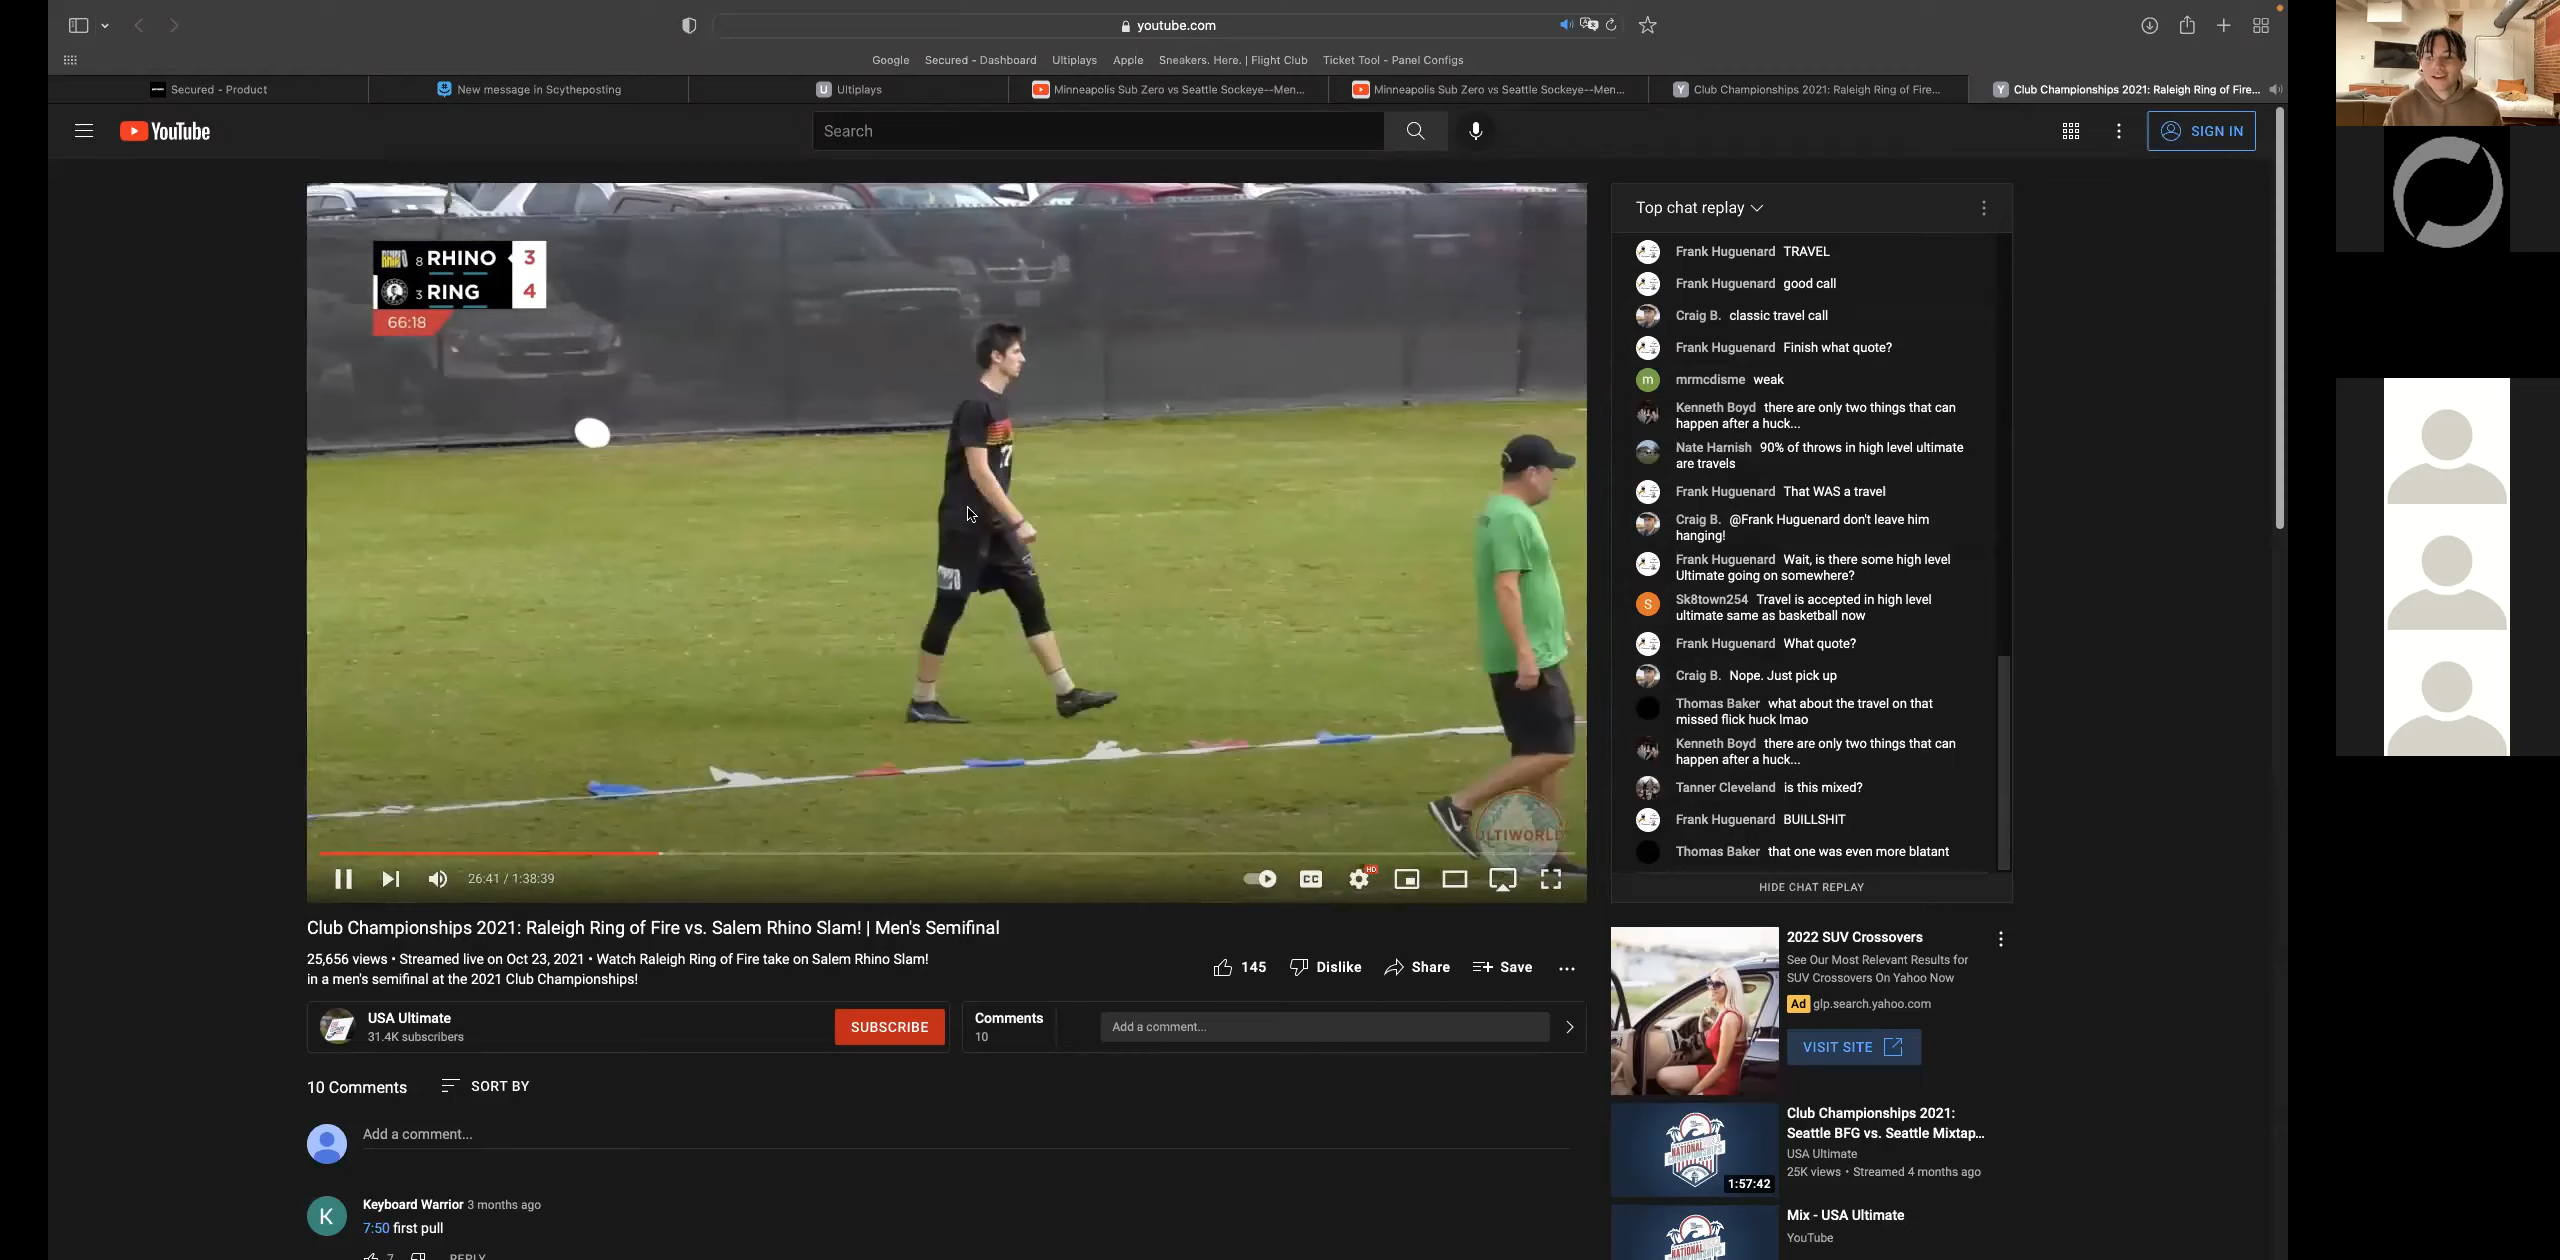 youtube.com
Google
Secured - Dashboard
Ultiplays
Apple
Sneakers. Here. | Flight Club
Ticket Tool - Panel Configs
Secured - Product
New message in Scytheposting
U
Ultiplays
Minneapolis Sub Zero vs Seattle Sockeye--Men...
Minneapolis Sub Zero vs Seattle Sockeye--Men...
Y
Club Championships 2021: Raleigh Ring of Fire...
Y
Club Championships 2021: Raleigh Ring of Fire...
YouTube
Search
SIGN IN
8 RHINO 3
3 RING 4
66:18
17
ULTIWORLD
26:41 / 1:38:39
CC
HD
Top chat replay
Frank Huguenard TRAVEL
Frank Huguenard good call
Craig B. classic travel call
Frank Huguenard Finish what quote?
m
mrmcdisme weak
Kenneth Boyd there are only two things that can
happen after a huck...
Nate Harnish 90% of throws in high level ultimate
are travels
Frank Huguenard That WAS a travel
Craig B. @Frank Huguenard don't leave him
hanging!
Frank Huguenard Wait, is there some high level
Ultimate going on somewhere?
S
Sk8town254 Travel is accepted in high level
ultimate same as basketball now
Frank Huguenard What quote?
Craig B. Nope. Just pick up
Thomas Baker what about the travel on that
missed flick huck lmao
Kenneth Boyd there are only two things that can
happen after a huck...
Tanner Cleveland is this mixed?
Frank Huguenard BUILLSHIT
Thomas Baker that one was even more blatant
HIDE CHAT REPLAY
Club Championships 2021: Raleigh Ring of Fire vs. Salem Rhino Slam! | Men's Semifinal
25,656 views • Streamed live on Oct 23, 2021 • Watch Raleigh Ring of Fire take on Salem Rhino Slam!
in a men's semifinal at the 2021 Club Championships!
145
Dislike
Share
Save
USA Ultimate
31.4K subscribers
SUBSCRIBE
Comments
10
Add a comment...
10 Comments
SORT BY
Add a comment...
K
Keyboard Warrior 3 months ago
7:50 first pull
7
REPLY
2022 SUV Crossovers
See Our Most Relevant Results for
SUV Crossovers On Yahoo Now
Ad glp.search.yahoo.com
VISIT SITE
NATIONAL
1:57:42
Club Championships 2021:
Seattle BFG vs. Seattle Mixtap...
USA Ultimate
25K views • Streamed 4 months ago
NATIONAL
Mix - USA Ultimate
YouTube